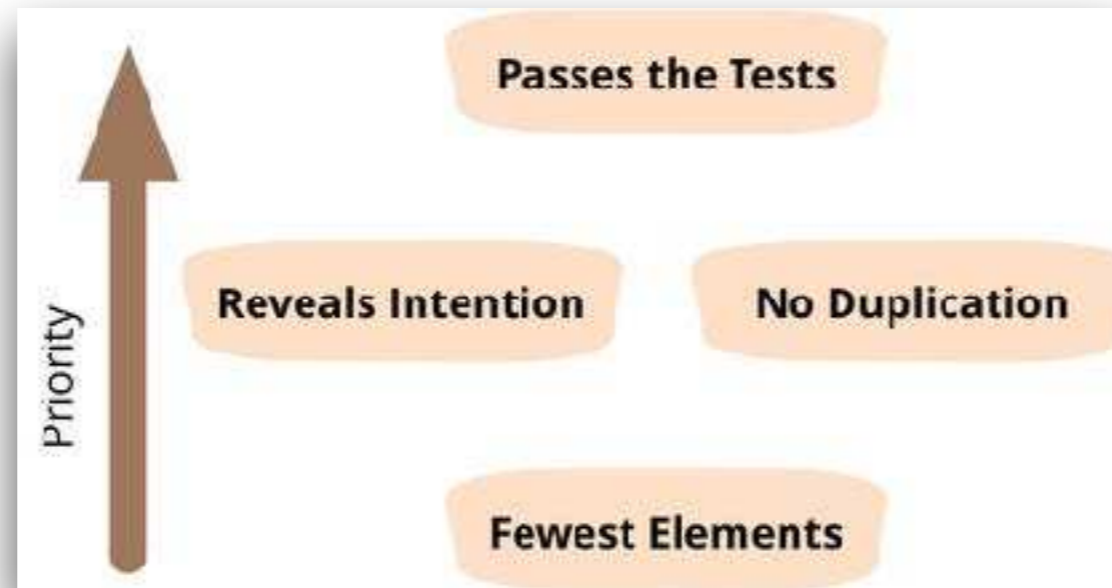 Passes the Tests
Reveals Intention
No Duplication
Fewest Elements
Priority